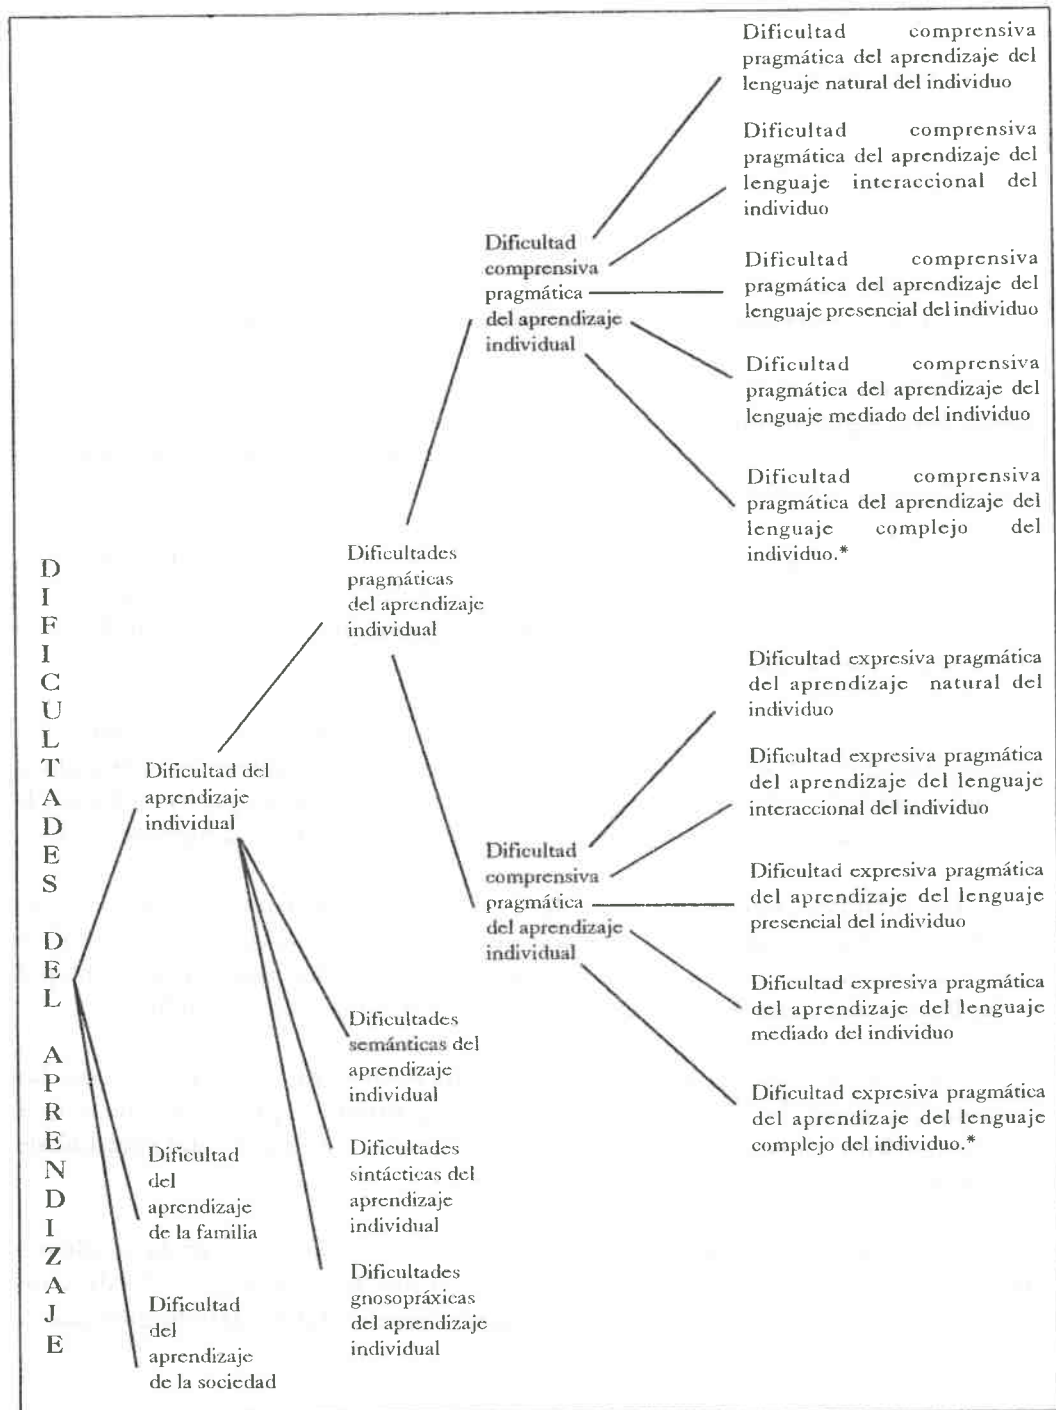 DIFICULTADES DEL APRENDIZAJE
Dificultad del
aprendizaje
individual
Dificultad
del
aprendizaje
de la familia
Dificultad
del
aprendizaje
de la sociedad
Dificultades
pragmáticas
del aprendizaje
individual
Dificultades
semánticas del
aprendizaje
individual
Dificultades
sintácticas del
aprendizaje
individual
Dificultades
gnosopráxicas
del aprendizaje
individual
Dificultad
comprensiva
pragmática
del aprendizaje
individual
Dificultad
comprensiva
pragmática
del aprendizaje
individual
Dificultad comprensiva
pragmática del aprendizaje del
lenguaje natural del individuo
Dificultad comprensiva
pragmática del aprendizaje del
lenguaje interaccional del
individuo
Dificultad comprensiva
pragmática del aprendizaje del
lenguaje presencial del individuo
Dificultad comprensiva
pragmática del aprendizaje del
lenguaje mediado del individuo
Dificultad comprensiva
pragmática del aprendizaje del
lenguaje complejo del
individuo.*
Dificultad expresiva pragmática
del aprendizaje natural del
individuo
Dificultad expresiva pragmática
del aprendizaje del lenguaje
interaccional del individuo
Dificultad expresiva pragmática
del aprendizaje del lenguaje
presencial del individuo
Dificultad expresiva pragmática
del aprendizaje del lenguaje
mediado del individuo
Dificultad expresiva pragmática
del aprendizaje del lenguaje
complejo del individuo.*